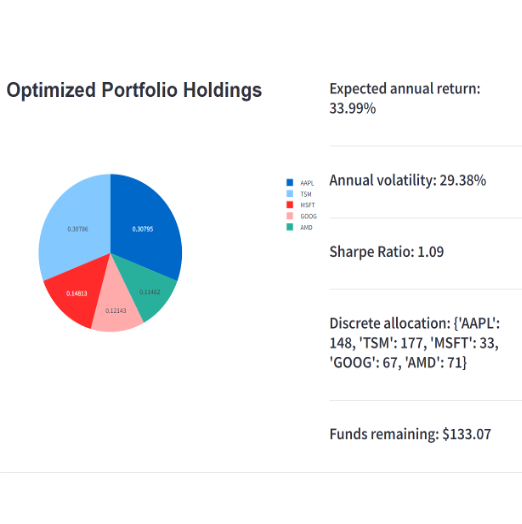 Optimized Portfolio Holdings
0.30786
0.30795
0.14813
0.12143
AAPL
TSM
MSFT
GOOG
AMD
Expected annual return:
33.99%
Annual volatility: 29.38%
Sharpe Ratio: 1.09
Discrete allocation: {'AAPL':
148, 'TSM': 177, 'MSFT': 33,
'GOOG': 67, 'AMD': 71}
Funds remaining: $133.07